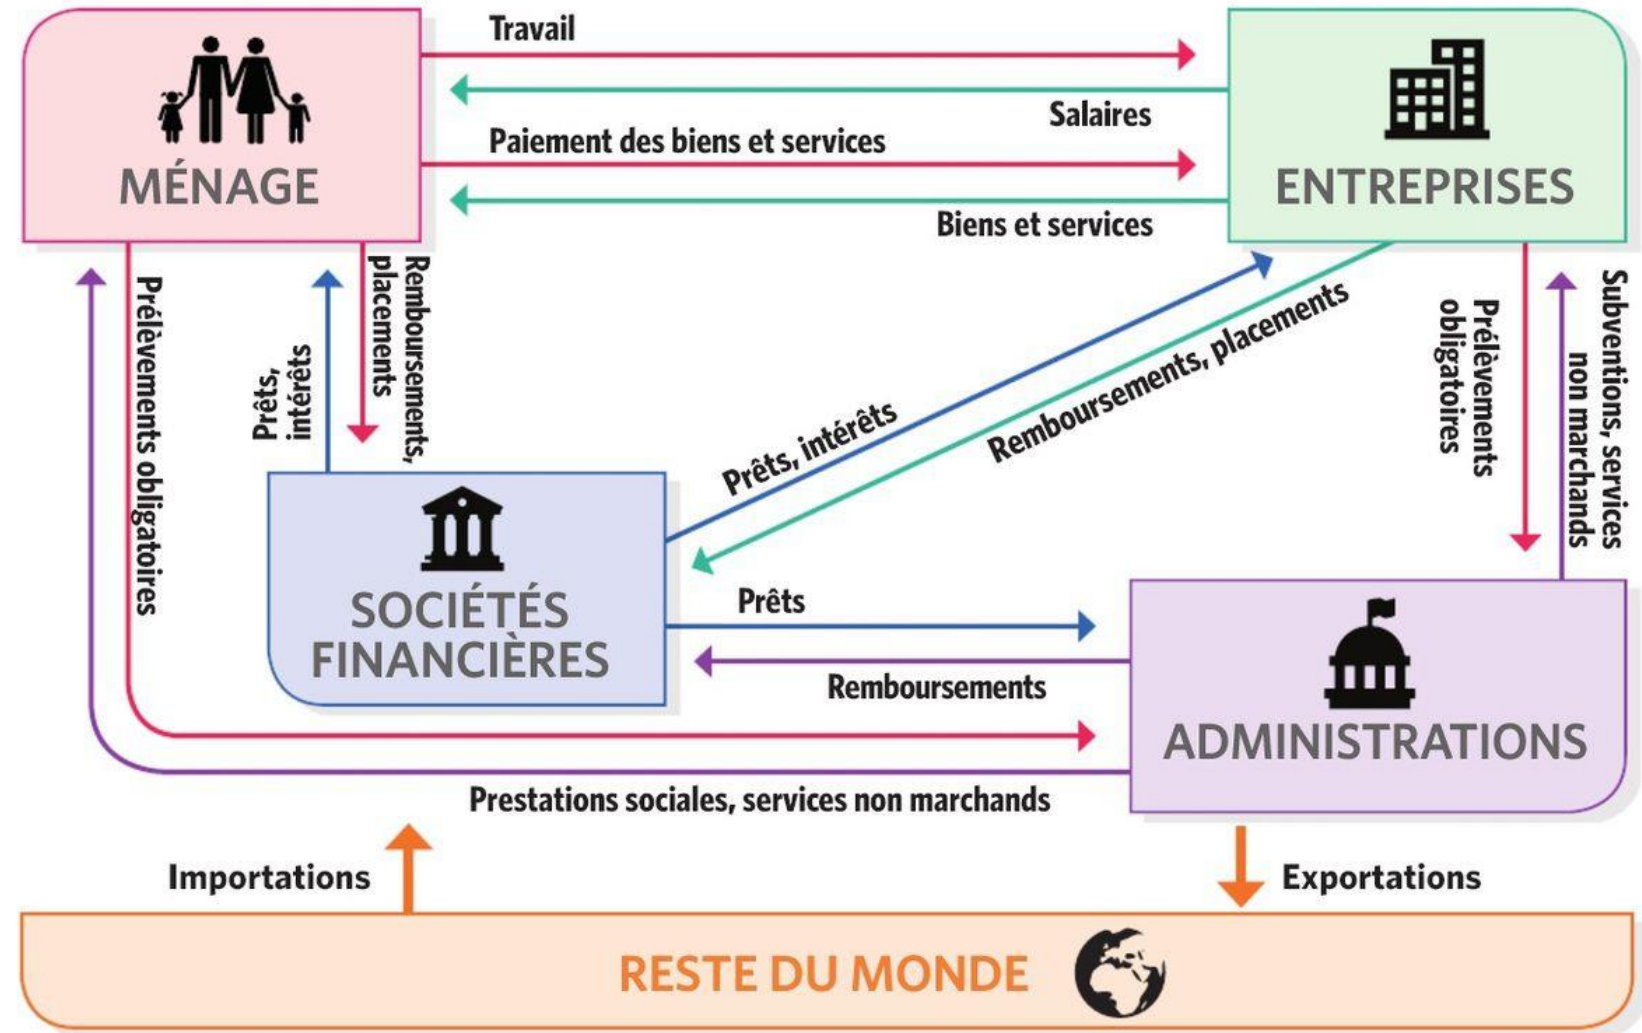 Travail
Salaires
Paiement des biens et services
Biens et services
MÉNAGE
ENTREPRISES
Prélèvements obligatoires
Prêts,
intérêts
Remboursements,
placements
Prêts, intérêts
Remboursements, placements
Prélèvements
obligatoires
Subventions, services
non marchands
SOCIÉTÉS
FINANCIÈRES
Prêts
Remboursements
ADMINISTRATIONS
Prestations sociales, services non marchands
Importations
Exportations
RESTE DU MONDE